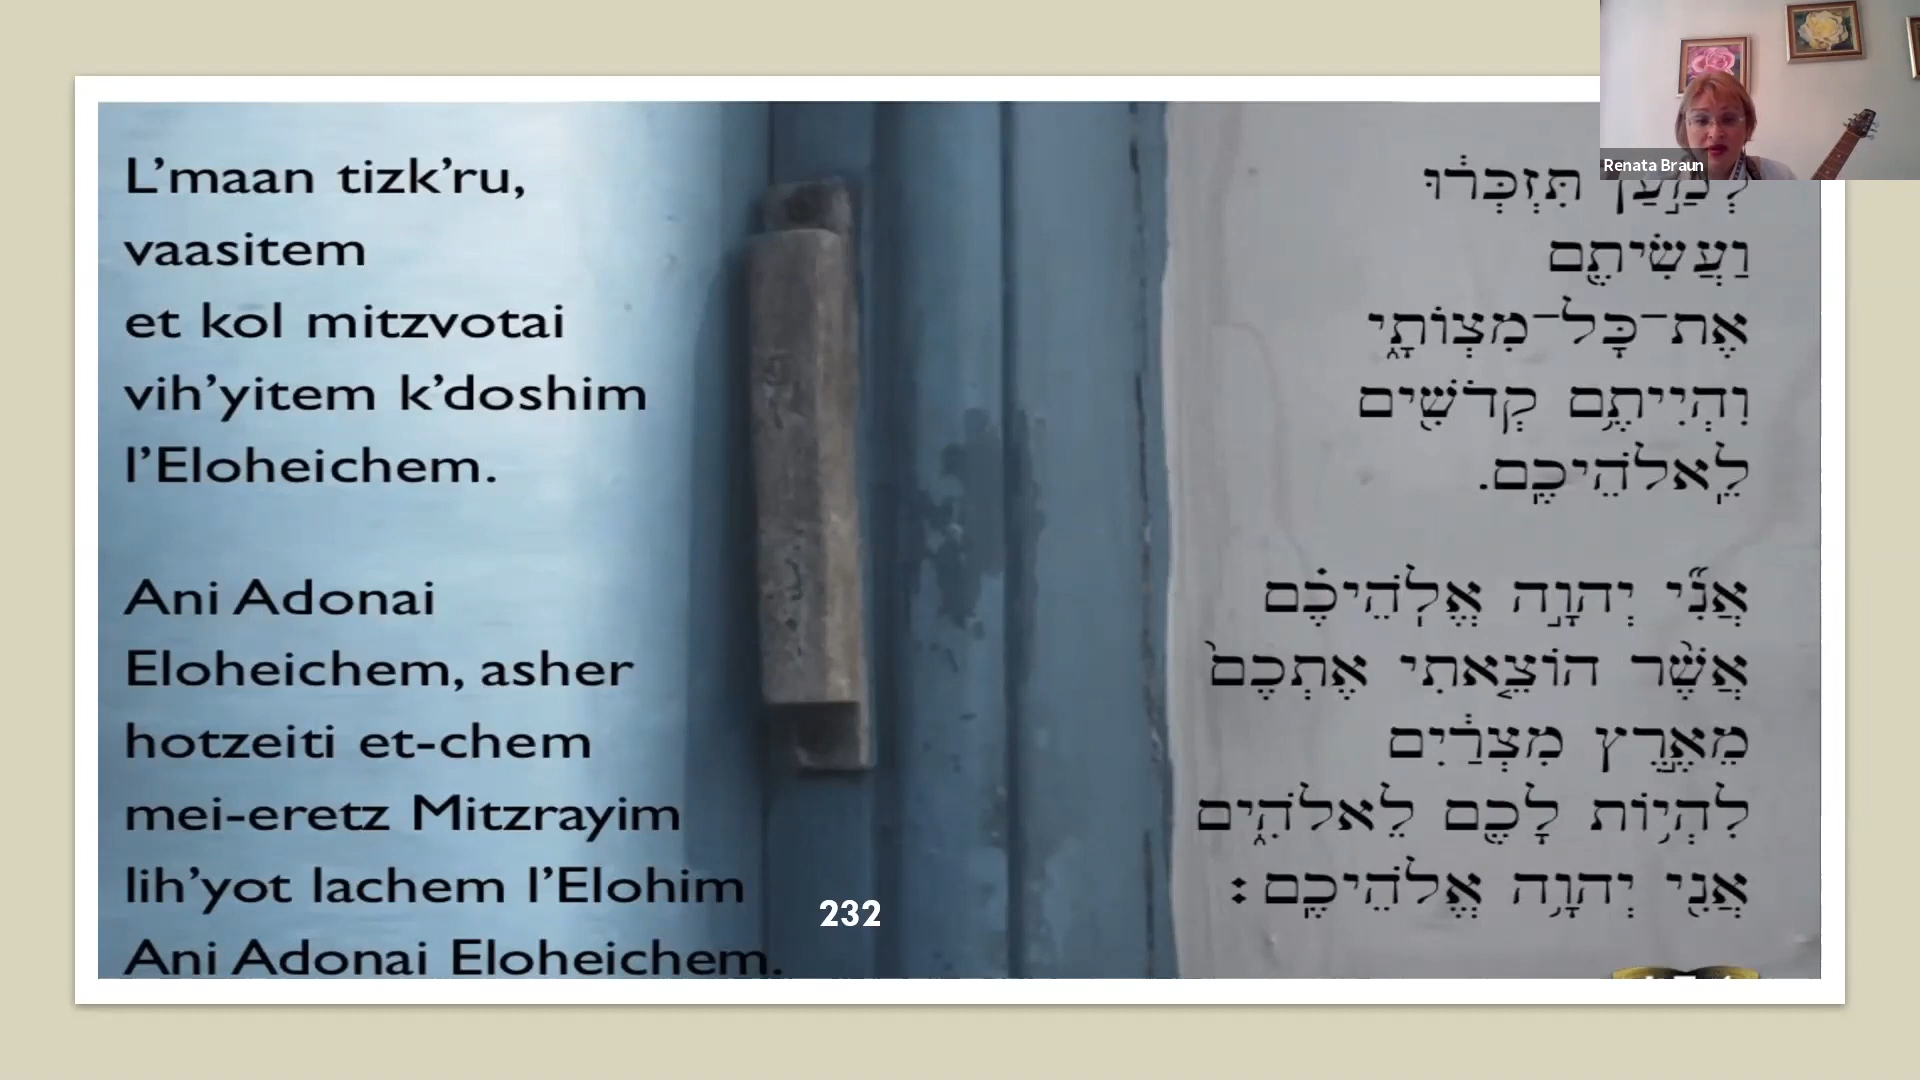 L’maan tizk’ru,
vaasitem
et kol mitzvotai
vih’yitem k’doshim
l’Eloheichem.
Ani Adonai
Eloheichem, asher
hotzeiti et-chem
mei-eretz Mitzrayim
lih’yot lachem l’Elohim
Ani Adonai Eloheichem.
232
לְמַ֣עַן תִּזְכְּר֔וּ
וַעֲשִׂיתֶ֖ם
אֶת־כָּל־מִצְוֺתָ֑י
וִהְיִיתֶ֥ם קְדֹשִׁ֖ים
לֵֽאלֹהֵיכֶֽם.
אֲנִ֞י יְהוָ֣ה אֱלֹֽהֵיכֶ֗ם
אֲשֶׁ֨ר הוֹצֵ֤אתִי אֶתְכֶם֙
מֵאֶ֣רֶץ מִצְרַ֔יִם
לִהְי֥וֹת לָכֶ֖ם לֵאלֹהִ֑ים
אֲנִ֖י יְהוָ֥ה אֱלֹהֵיכֶֽם׃
Renata Braun